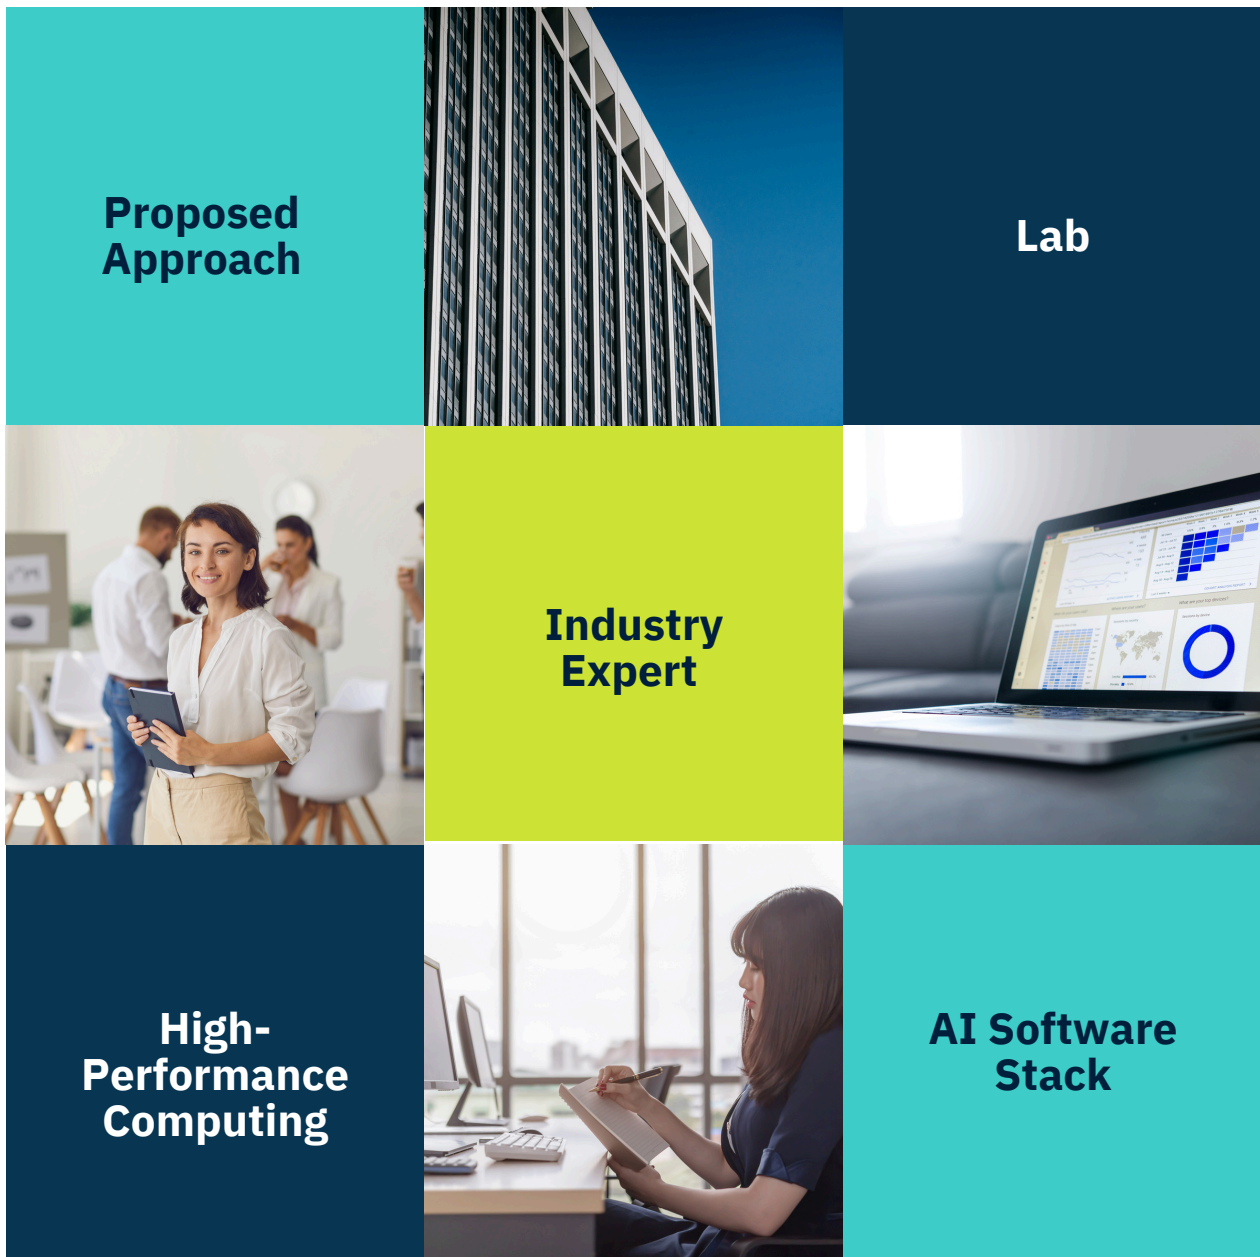 Proposed
Approach
Lab
Industry
Expert
High-
Performance
Computing
AI Software
Stack